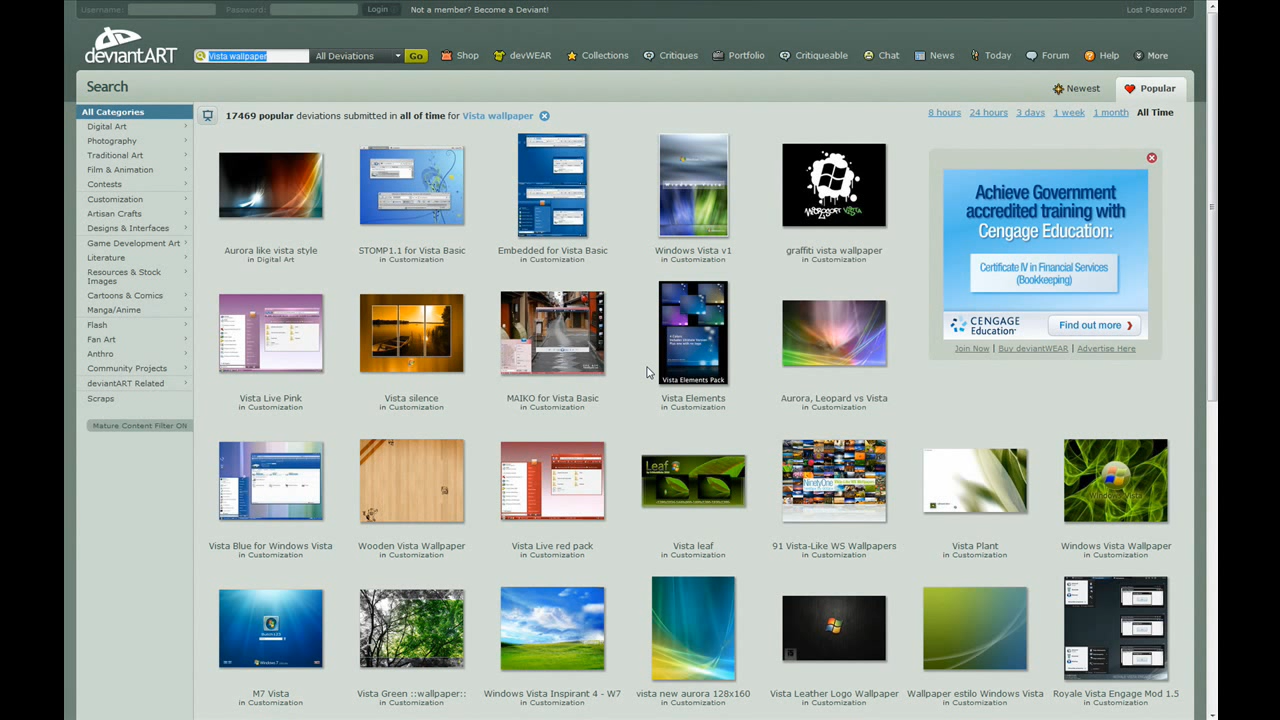 Username: Password: Login Not a member? Become a Deviant! Lost Password?
deviantART Vista wallpaper All Deviations Go Shop devWEAR Collections Critiques Portfolio Critiqueable Chat News Today Forum Help More
Search Newest Popular
17469 popular deviations submitted in all of time for Vista wallpaper
8 hours 24 hours 3 days 1 week 1 month All Time
All Categories
Digital Art
Photography
Traditional Art
Film & Animation
Contests
Customization
Artisan Crafts
Designs & Interfaces
Game Development Art
Literature
Resources & Stock
Images
Cartoons & Comics
Manga/Anime
Flash
Fan Art
Anthro
Community Projects
deviantART Related
Scraps
Mature Content Filter ON
MICROSOFT VISTA
Aurora like vista style STOMP1.1 for Vista Basic Embedded for Vista Basic Windows Vista v1 graffiti vista wallpaper
in Digital Art in Customization in Customization in Customization in Customization
Achieve Government
accredited training with
Cengage Education:
Certificate IV in Financial Services
(Bookkeeping)
CENGAGE
Education
Find out more
Join Now | Buy deviantWEAR | Advertise Here
Vista Elements Pack
Vista Live Pink Vista silence MAIKO for Vista Basic Vista Elements Aurora, Leopard vs Vista
in Customization in Customization in Customization in Customization in Customization
Leaf
NinetyOne
Windows Vista
Vista Blue for Windows Vista Wooden Vista Wallpaper Vista Live red pack Vista leaf 91 Vista-Like WS Wallpapers Vista Plant Windows Vista Wallpaper
in Customization in Customization in Customization in Customization in Customization in Customization in Customization
Windows 7
M7 Vista Vista Green ::wallpaper:: Windows Vista Inspirant 4 - W7 vista new aurora 128x160 Vista Leather Logo Wallpaper Wallpaper estilo Windows Vista Royale Vista Engage Mod 1.5
in Customization in Customization in Customization in Customization in Customization in Customization in Customization